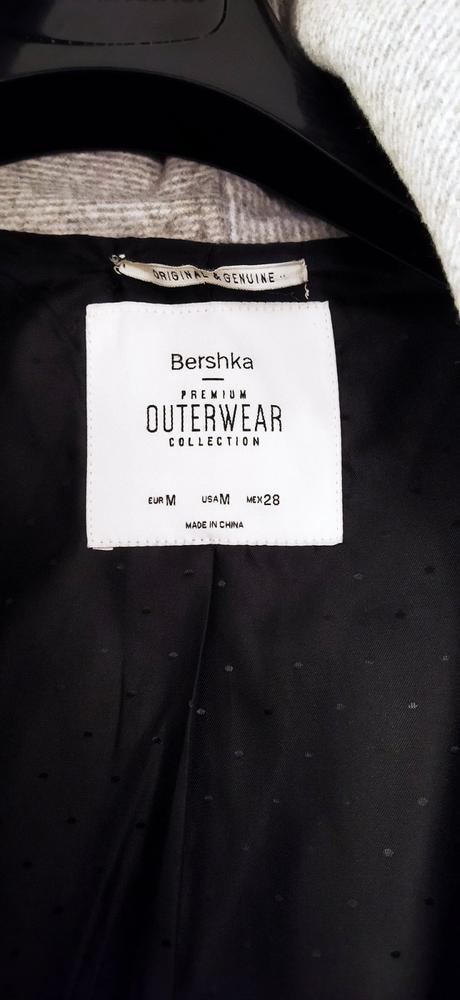 ORIGINAL & GENUINE
Bershka
PREMIUM
OUTERWEAR
COLLECTION
EUR M USA M MEX 28
MADE IN CHINA